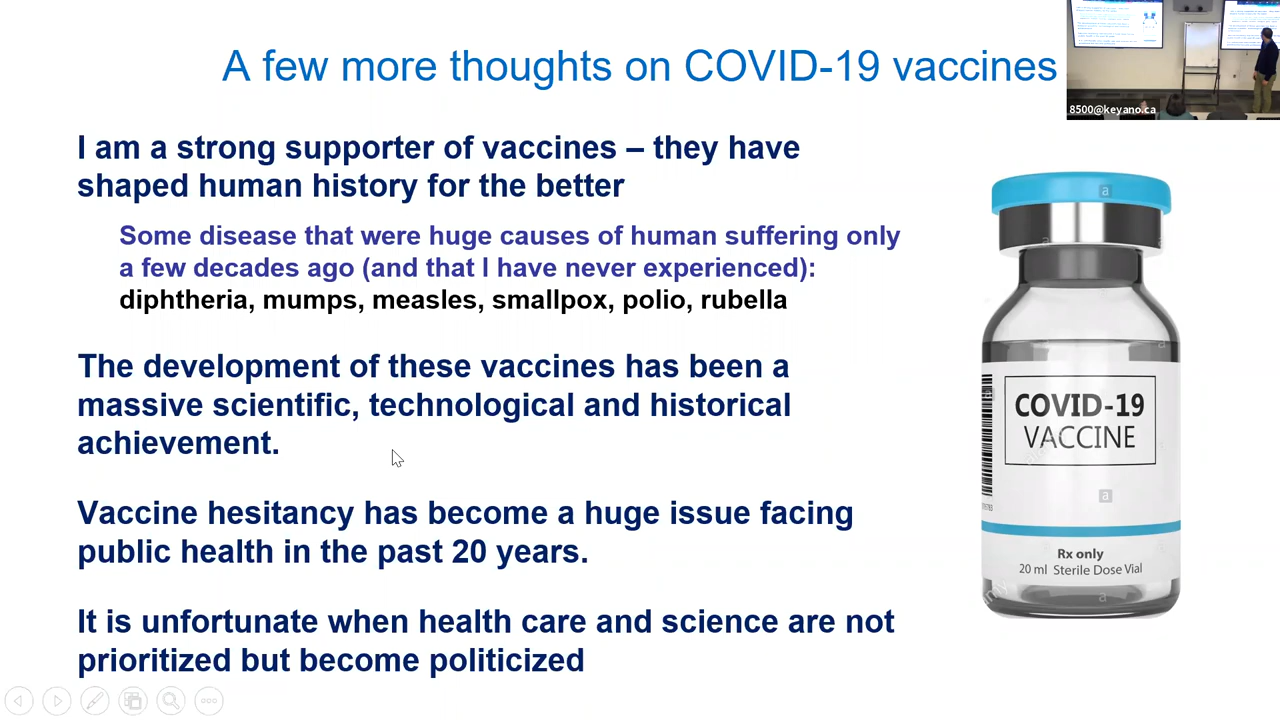 A few more thoughts on COVID-19 vaccines
8500@keyano.ca
I am a strong supporter of vaccines – they have
shaped human history for the better
Some disease that were huge causes of human suffering only
a few decades ago (and that I have never experienced):
diphtheria, mumps, measles, smallpox, polio, rubella
The development of these vaccines has been a
massive scientific, technological and historical
achievement.
Vaccine hesitancy has become a huge issue facing
public health in the past 20 years.
It is unfortunate when health care and science are not
prioritized but become politicized
COVID-19
VACCINE
Rx only
20 ml Sterile Dose Vial